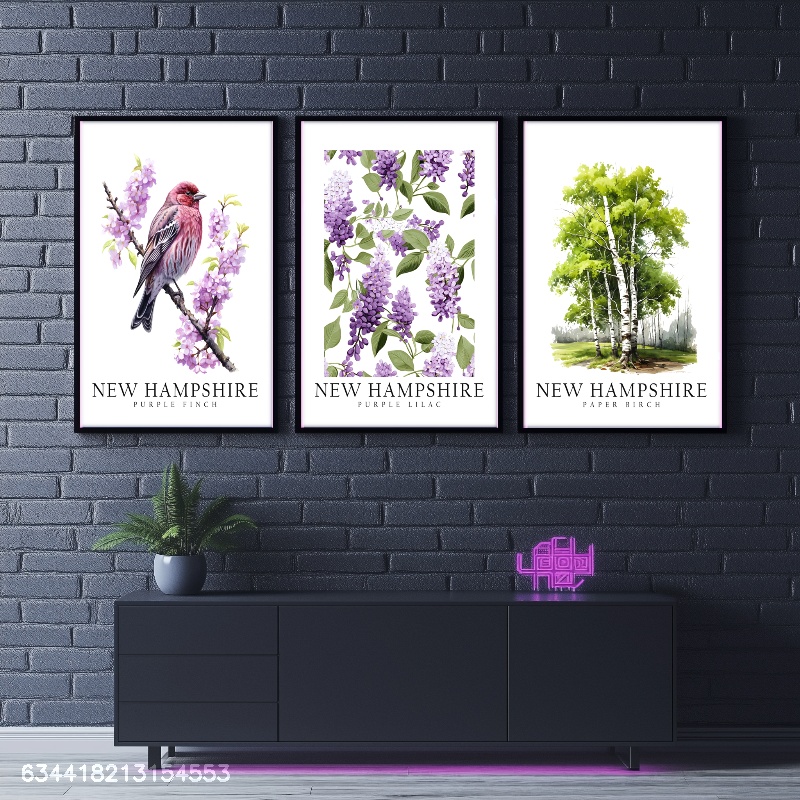 NEW HAMPSHIRE
PURPLE FINCH
NEW HAMPSHIRE
PURPLE LILAC
NEW HAMPSHIRE
PAPER BIRCH
634418213154553